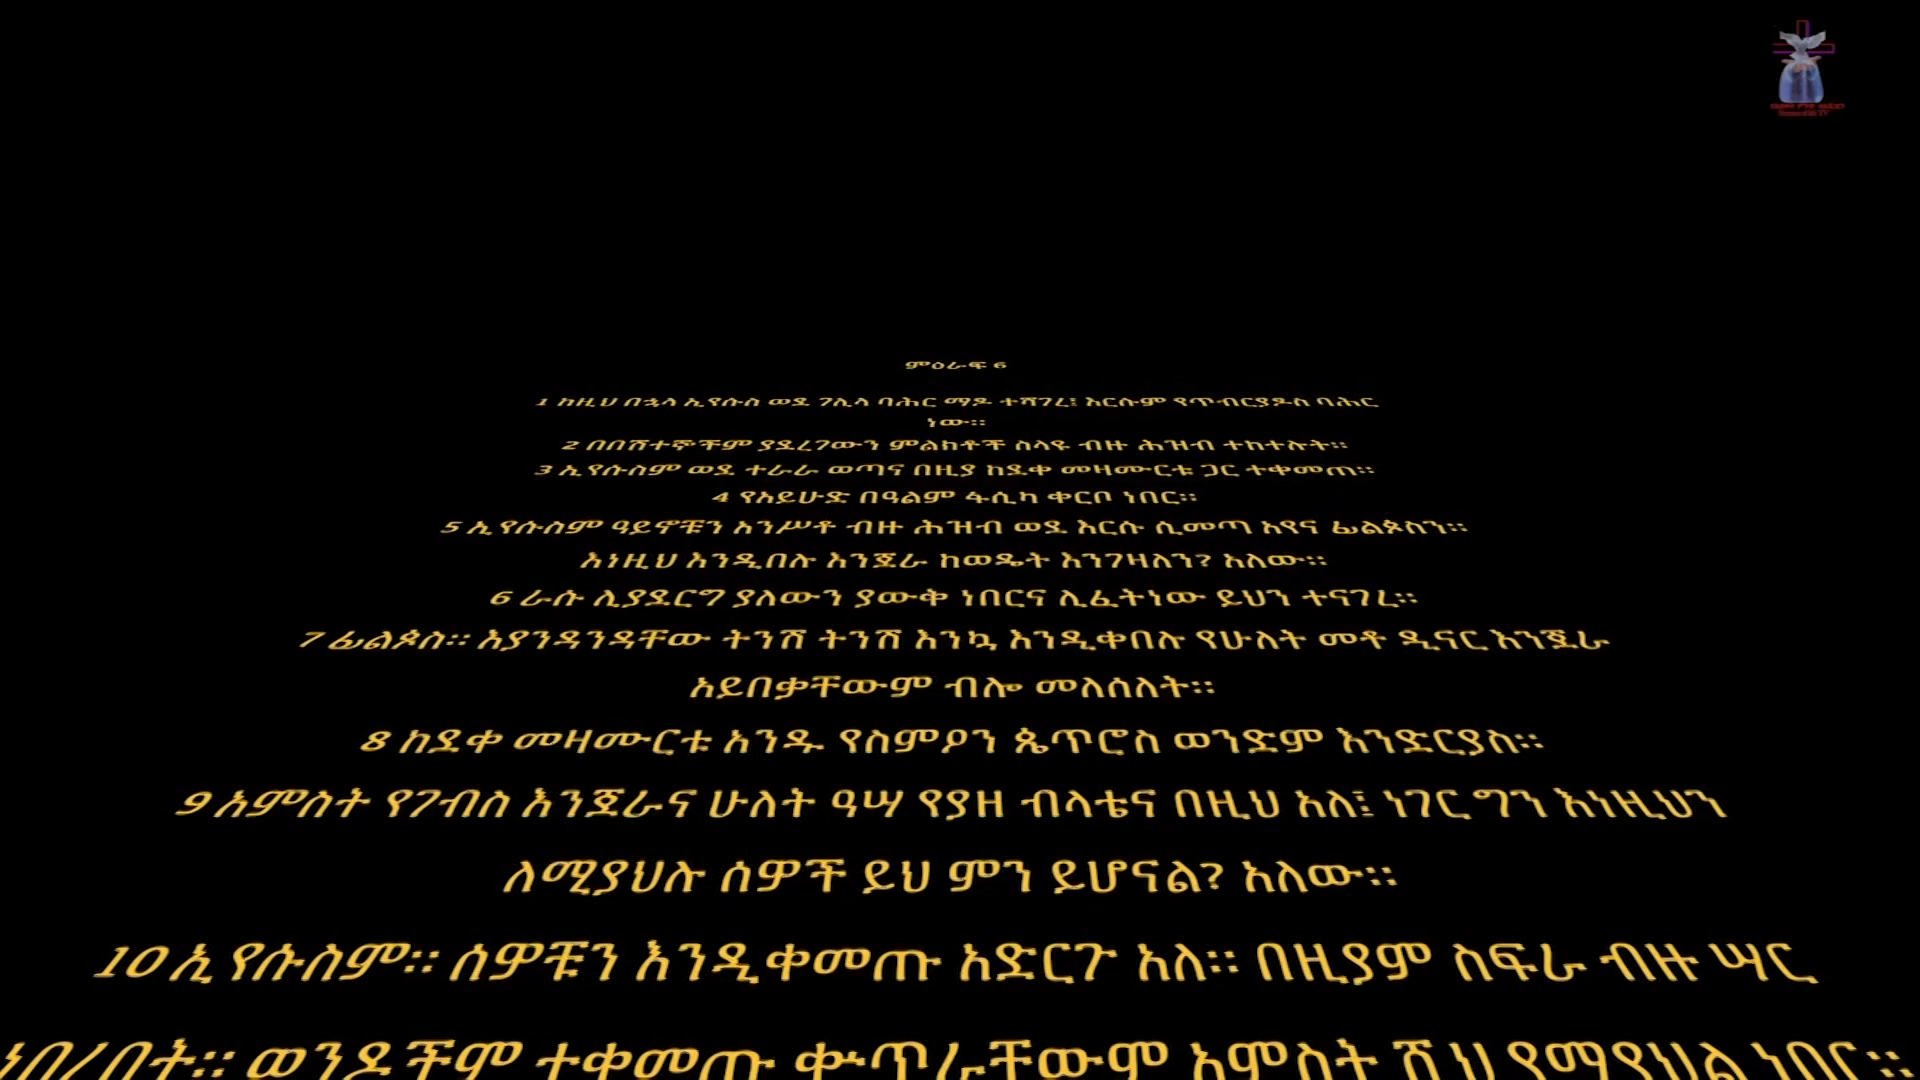 ምዕራፍ 6
1 ከዚህ በኋላ ኢየሱስ ወደ ገሊላ ባሕር ማዶ ተሻገረ፤ እርሱም የጥብርያዶስ ባሕር
ነው።
2 በበሽተኞችም ያደረገውን ምልክቶች ስላዩ ብዙ ሕዝብ ተከተሉት።
3 ኢየሱስም ወደ ተራራ ወጣና በዚያ ከደቀ መዛሙርቱ ጋር ተቀመጠ።
4 የአይሁድ በዓልም ፋሲካ ቀርቦ ነበር።
5 ኢየሱስም ዓይኖቹን አንሥቶ ብዙ ሕዝብ ወደ እርሱ ሲመጣ አየና ፊልጶስን።
እነዚህ እንዲበሉ እንጀራ ከወዴት እንገዛለን? አለው።
6 ራሱ ሊያደርግ ያለውን ያውቅ ነበርና ሊፈትነው ይህን ተናገረ።
7 ፊልጶስ። እያንዳንዳቸው ትንሽ ትንሽ እንኳ እንዲቀበሉ የሁለት መቶ ዲናር እንጀራ
አይበቃቸውም ብሎ መለሰለት።
8 ከደቀ መዛሙርቱ አንዱ የስምዖን ጴጥሮስ ወንድም እንድርያስ።
9 አምስት የገብስ እንጀራና ሁለት ዓሣ የያዘ ብላቴና በዚህ አለ፤ ነገር ግን እነዚህን
ለሚያህሉ ሰዎች ይህ ምን ይሆናል? አለው።
10 ኢየሱስም። ሰዎቹን እንዲቀመጡ አድርጉ አለ። በዚያም ስፍራ ብዙ ሣር
ነበረበት። ወንዶችም ተቀመጡ ቍጥራቸውም አምስት ሺህ የሚያህል ነበር።